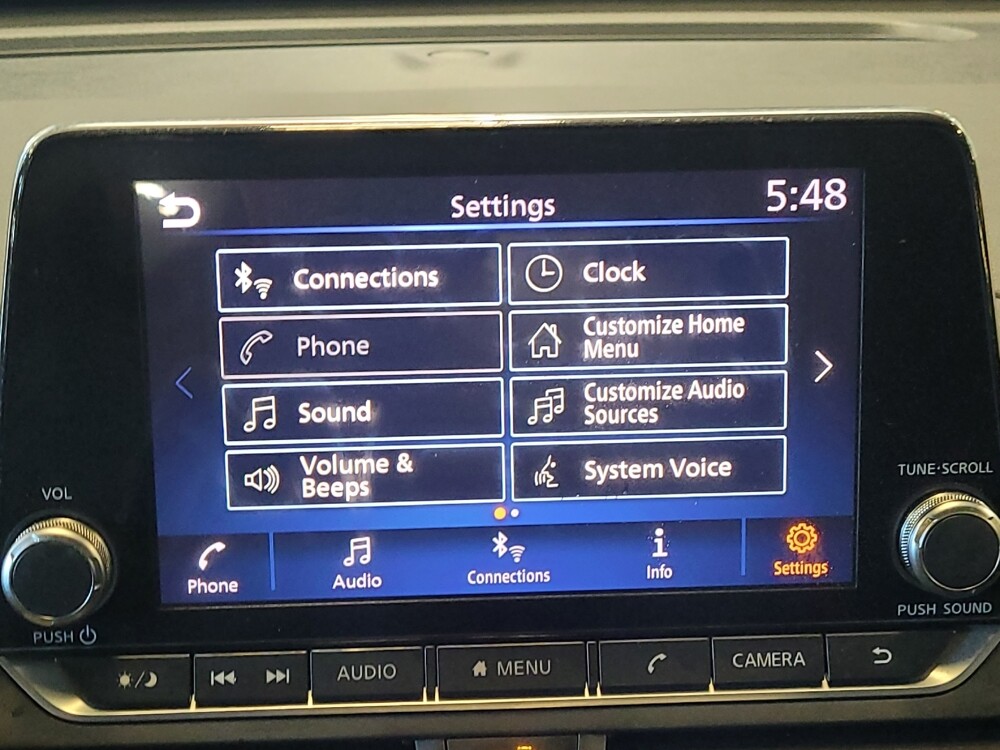 Settings
5:48
Connections
Clock
Phone
Customize Home
Menu
Sound
Customize Audio
Sources
Volume &
Beeps
System Voice
VOL
TUNE·SCROLL
Phone
Audio
Connections
Info
Settings
PUSH
PUSH SOUND
AUDIO
MENU
CAMERA